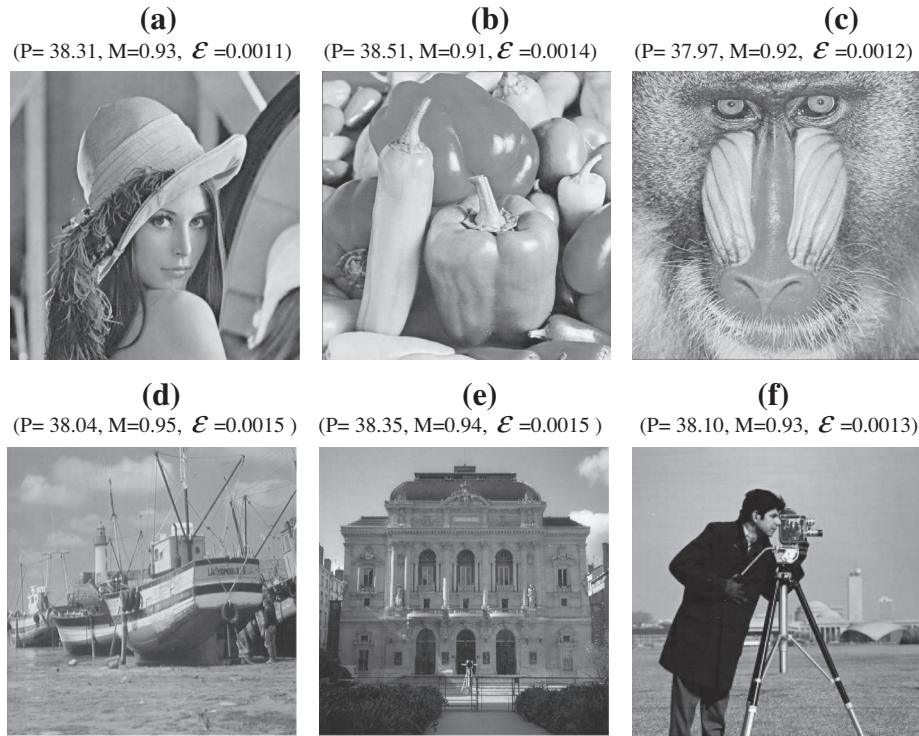 (a) (b) (c)
(P= 38.31, M=0.93, ℰ =0.0011) (P= 38.51, M=0.91, ℰ =0.0014) (P= 37.97, M=0.92, ℰ =0.0012)
(d) (e) (f)
(P= 38.04, M=0.95, ℰ =0.0015 ) (P= 38.35, M=0.94, ℰ =0.0015 ) (P= 38.10, M=0.93, ℰ =0.0013)